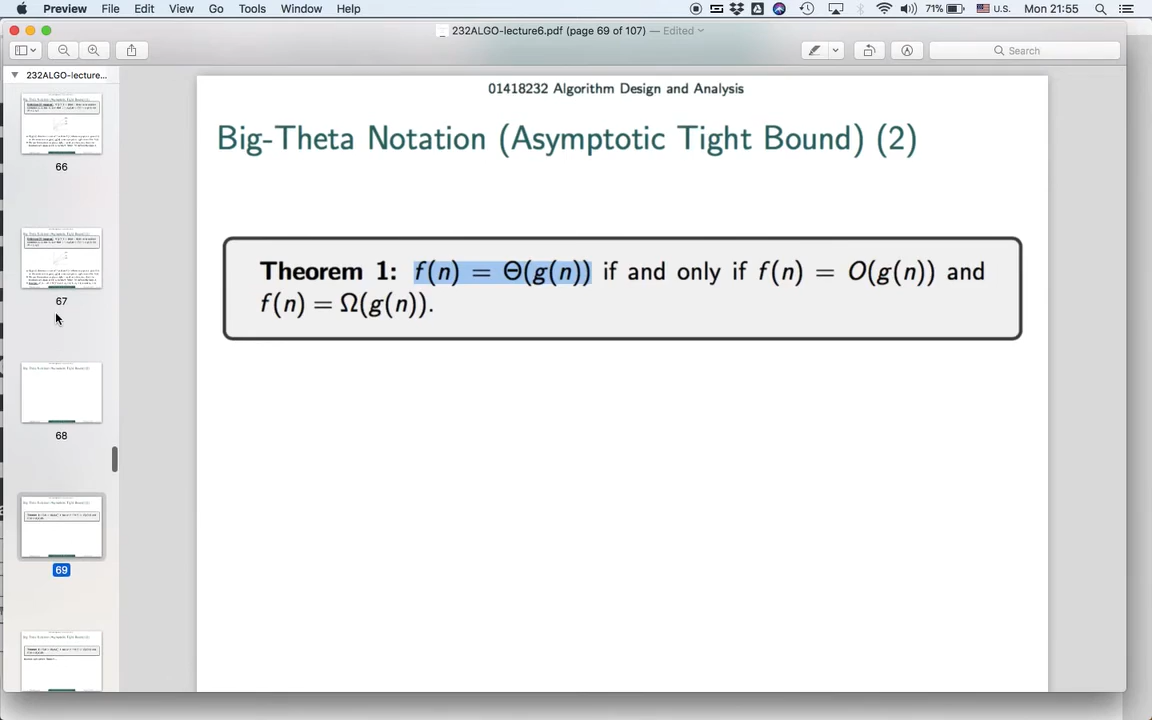 Preview File Edit View Go Tools Window Help 71% U.S. Mon 21:55
232ALGO-lecture6.pdf (page 69 of 107) — Edited
Search
232ALGO-lecture...
66
67
68
69
01418232 Algorithm Design and Analysis
Big-Theta Notation (Asymptotic Tight Bound) (2)
Theorem 1: f(n) = Θ(g(n)) if and only if f(n) = O(g(n)) and
f(n) = Ω(g(n)).